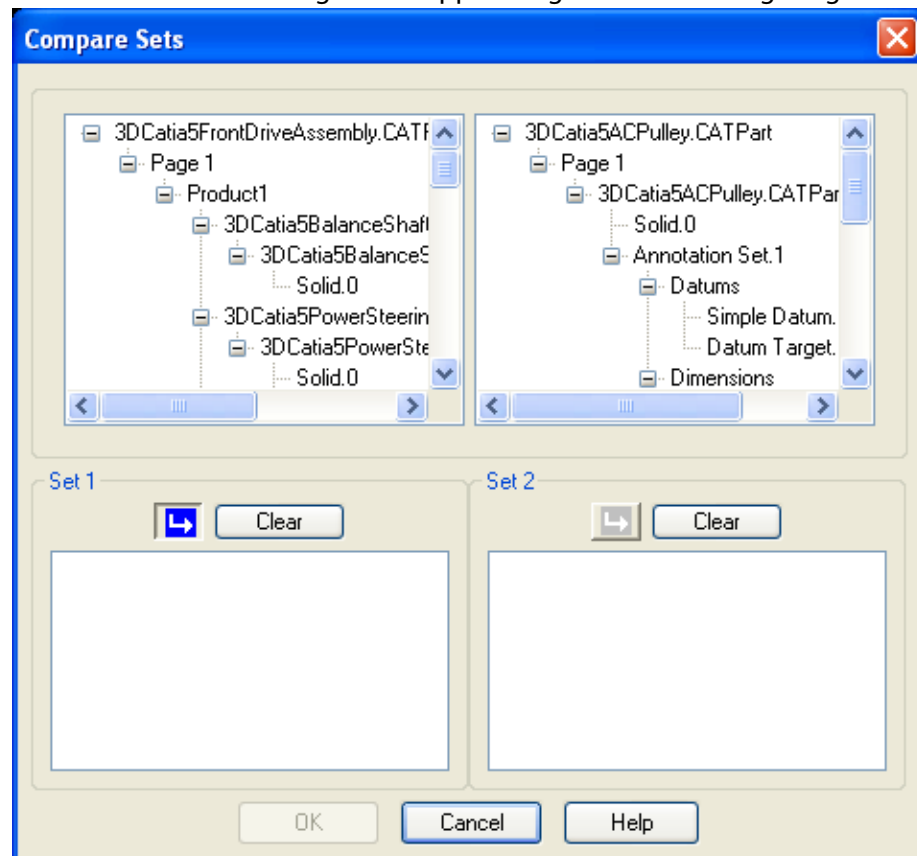 Compare Sets
3DCatia5FrontDriveAssembly.CATF
Page 1
Product1
3DCatia5BalanceShaft
3DCatia5BalanceS
Solid.0
3DCatia5PowerSteerin
3DCatia5PowerSte
Solid.0
3DCatia5ACPulley.CATPart
Page 1
3DCatia5ACPulley.CATPar
Solid.0
Annotation Set.1
Datums
Simple Datum.
Datum Target.
Dimensions
Set 1
Clear
Set 2
Clear
OK
Cancel
Help